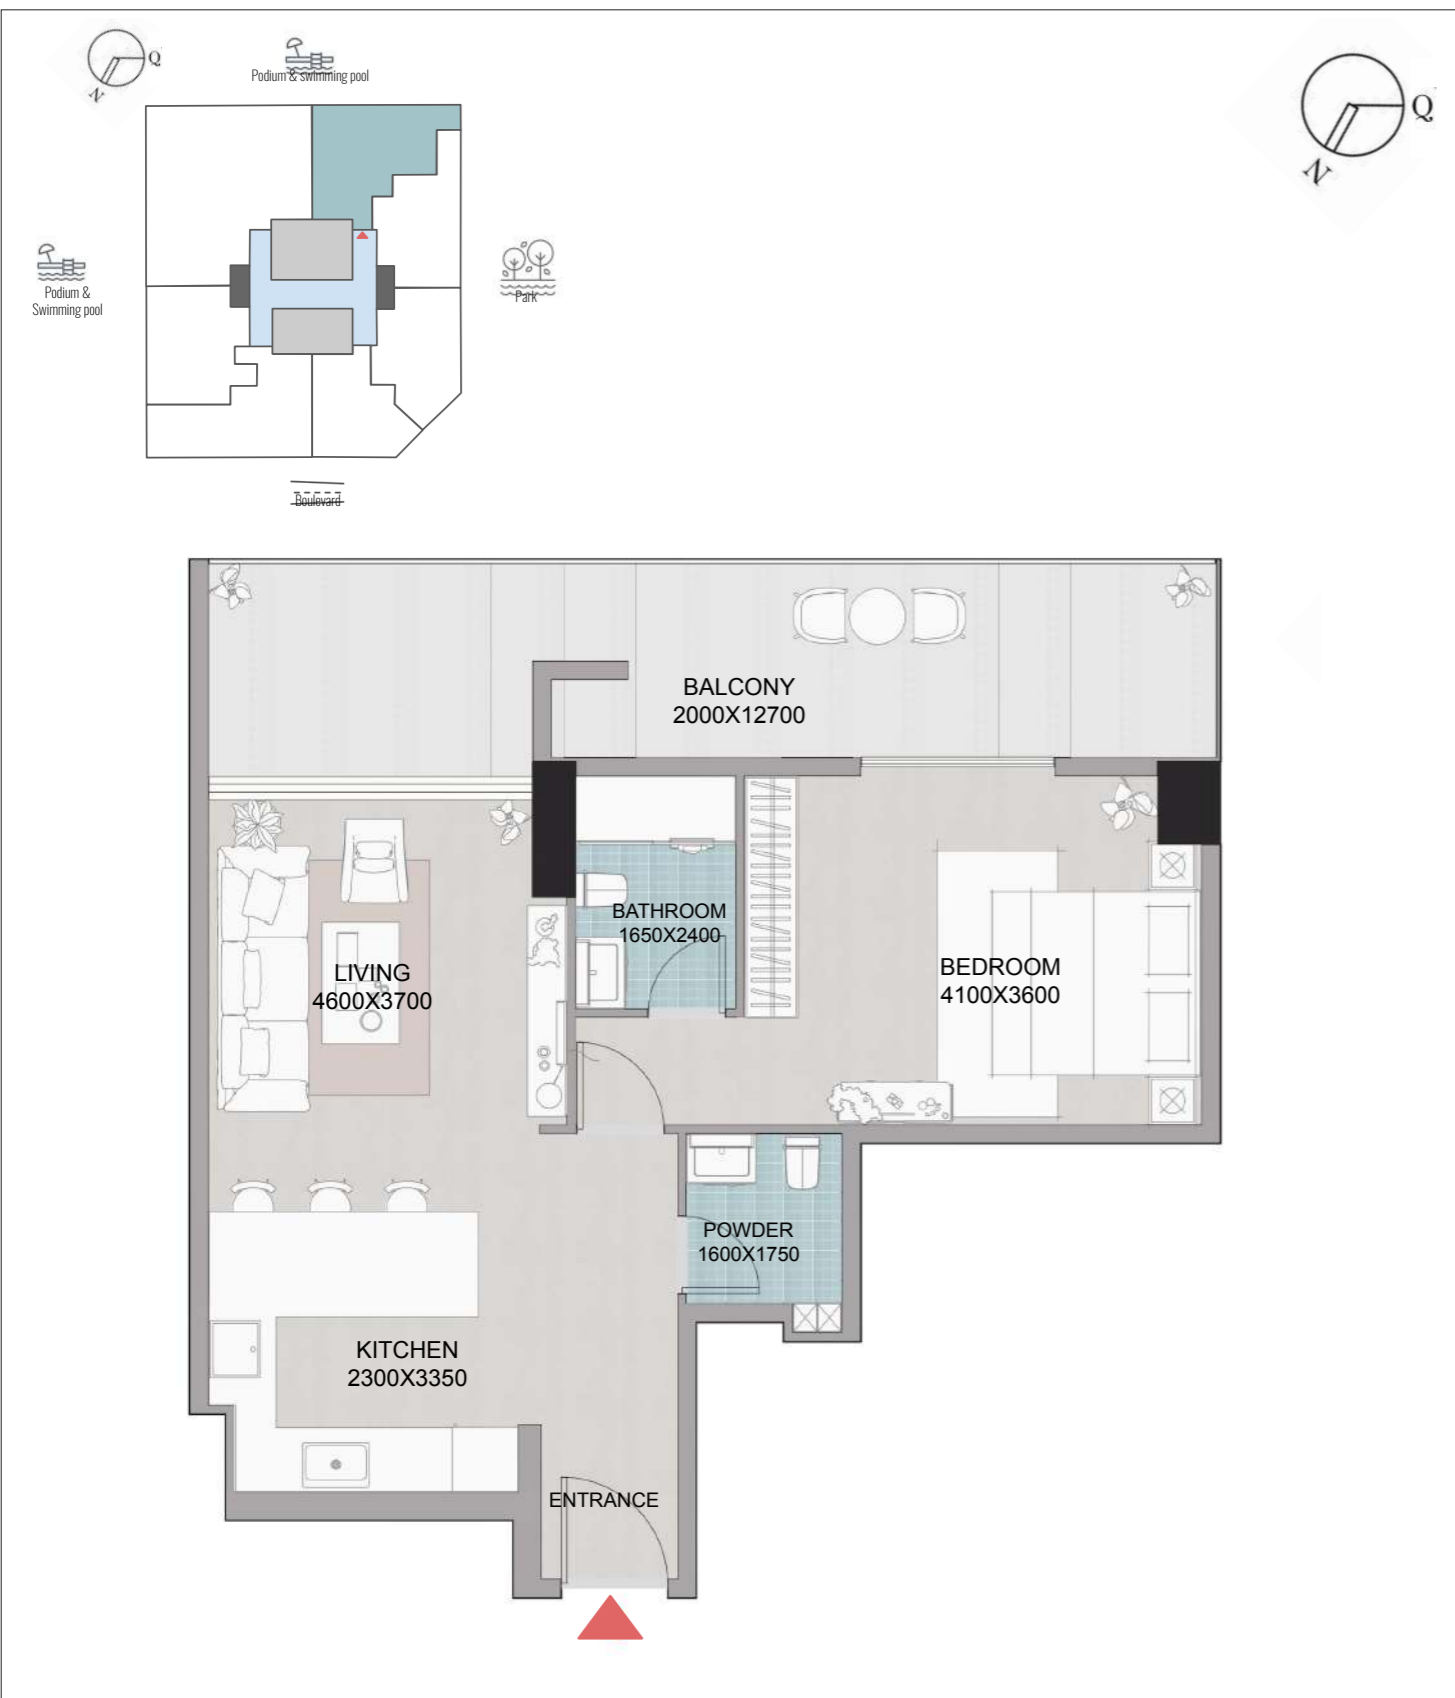 Q
N
Podium & swimming pool
Q
N
Podium &
Swimming pool
Park
Boulevard
BALCONY
2000X12700
BATHROOM
1650X2400
LIVING
4600X3700
BEDROOM
4100X3600
POWDER
1600X1750
KITCHEN
2300X3350
ENTRANCE